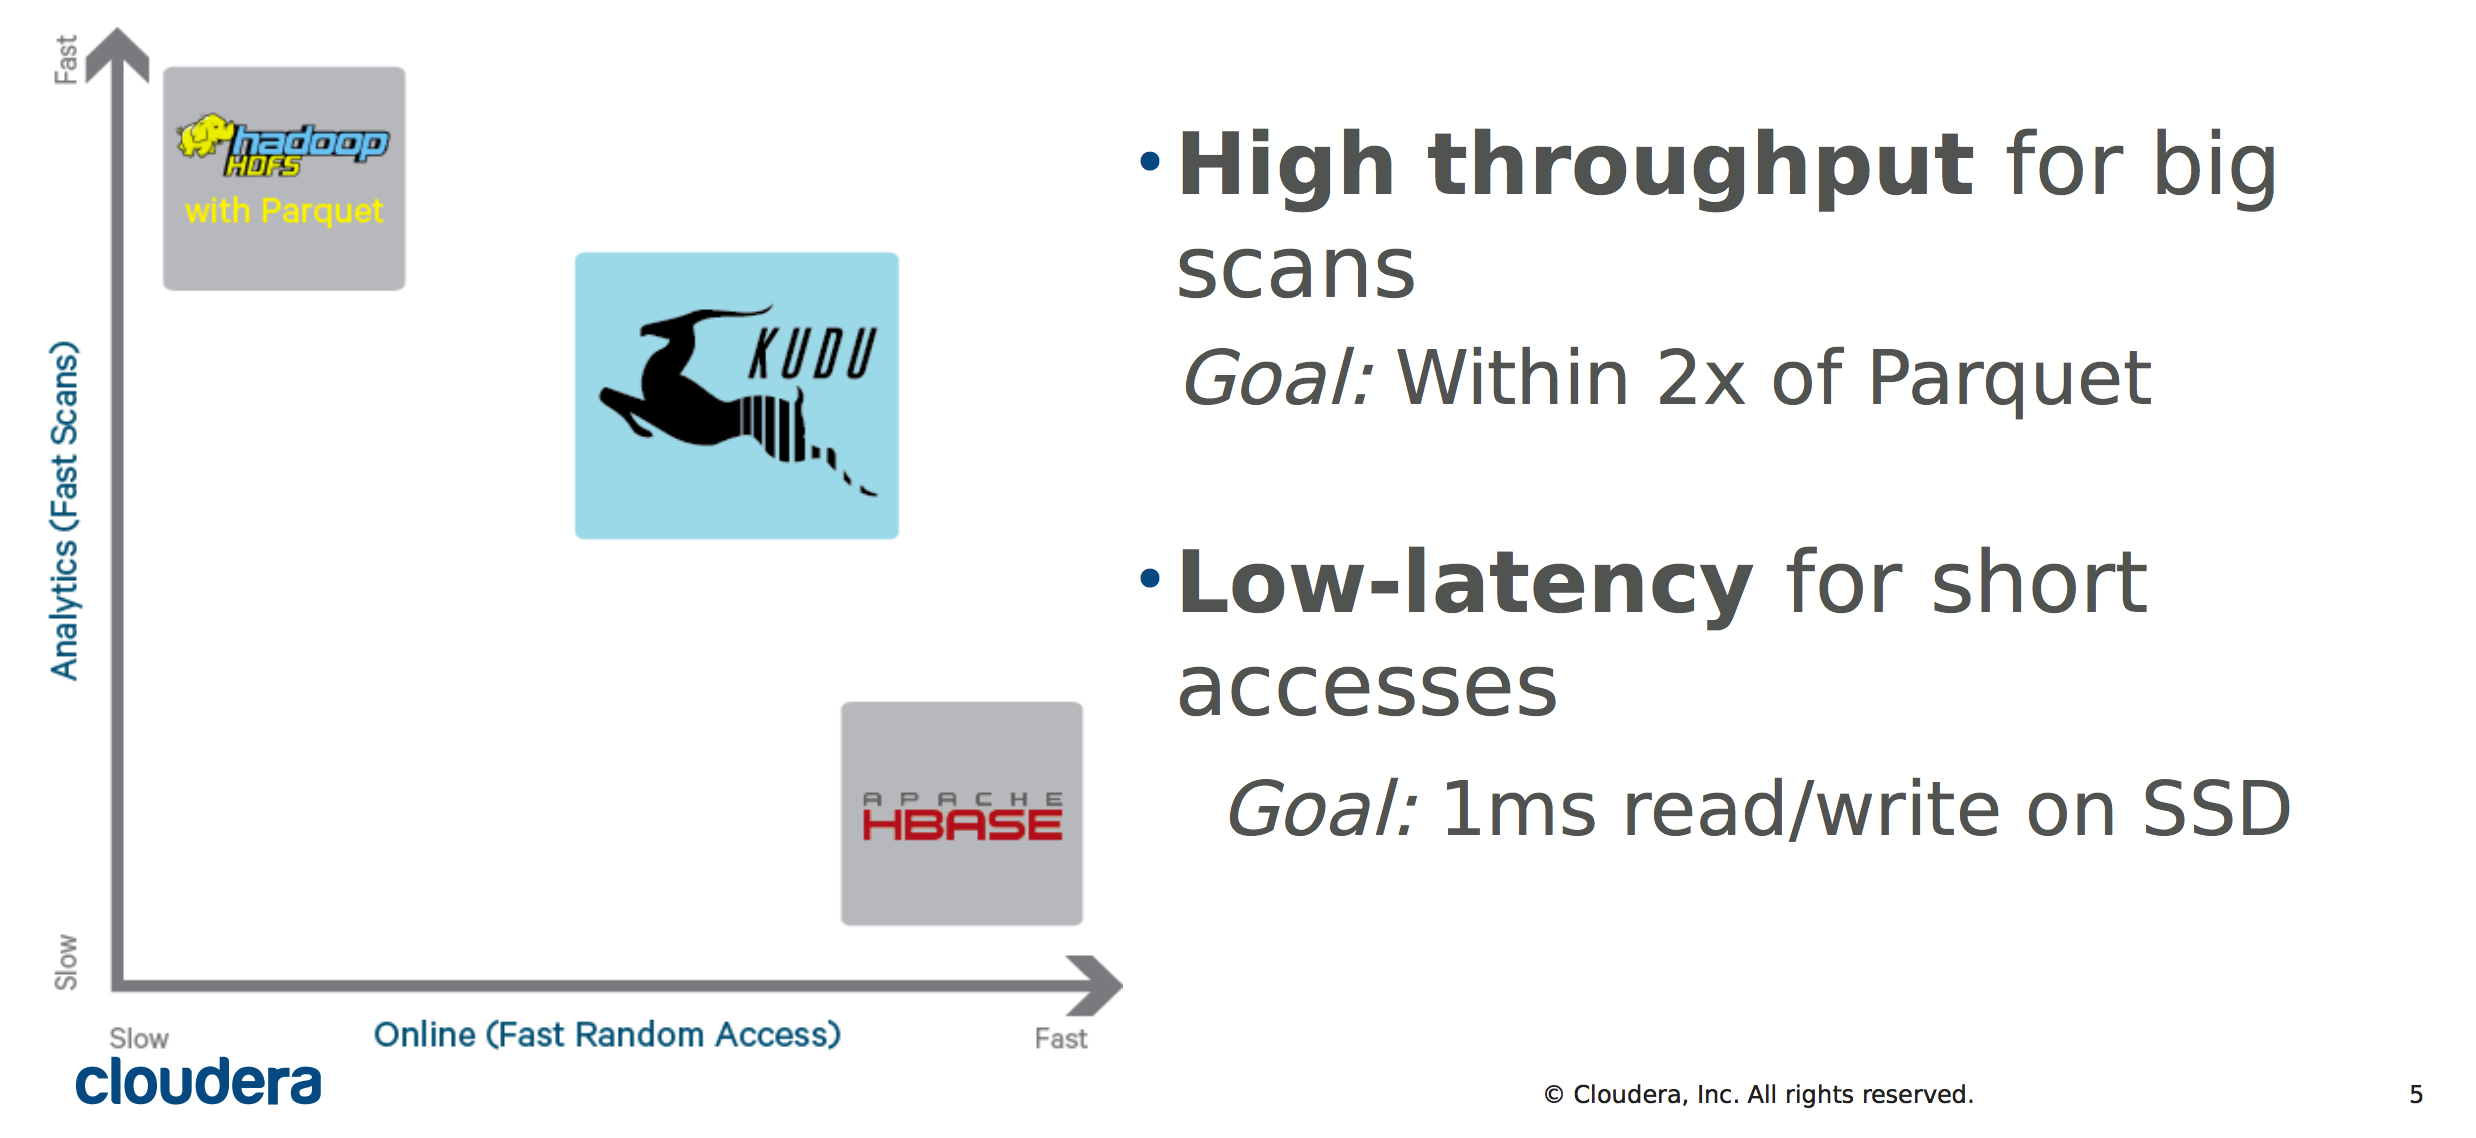 Fast
hadoop
HDFS
with Parquet
KUDU
Analytics (Fast Scans)
APACHE
HBASE
Slow
Slow
Online (Fast Random Access)
Fast
• High throughput for big
scans
Goal: Within 2x of Parquet
• Low-latency for short
accesses
Goal: 1ms read/write on SSD
cloudera
© Cloudera, Inc. All rights reserved.
5